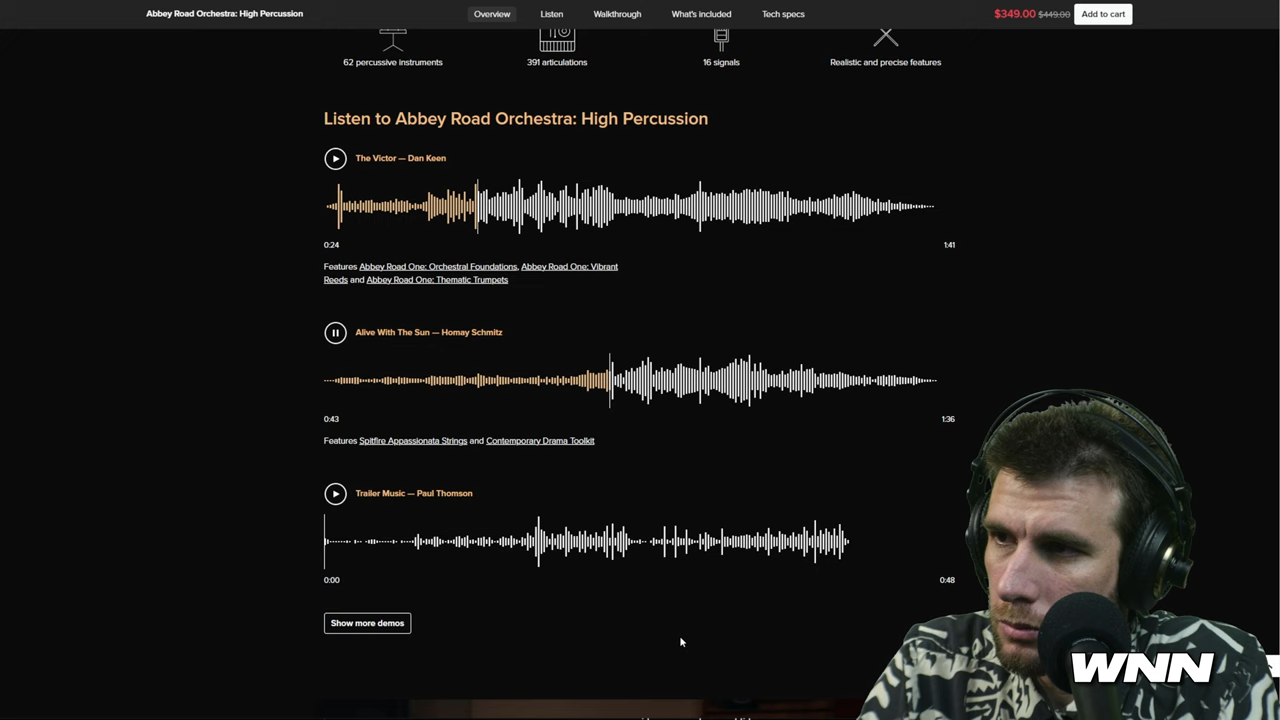 Abbey Road Orchestra: High Percussion
Overview
Listen
Walkthrough
What's included
Tech specs
$349.00 $449.00
Add to cart
62 percussive instruments
391 articulations
16 signals
Realistic and precise features
Listen to Abbey Road Orchestra: High Percussion
The Victor — Dan Keen
0:24
1:41
Features Abbey Road One: Orchestral Foundations, Abbey Road One: Vibrant
Reeds and Abbey Road One: Thematic Trumpets
Alive With The Sun — Homay Schmitz
0:43
1:36
Features Spitfire Appassionata Strings and Contemporary Drama Toolkit
Trailer Music — Paul Thomson
0:00
0:48
Show more demos
WNN